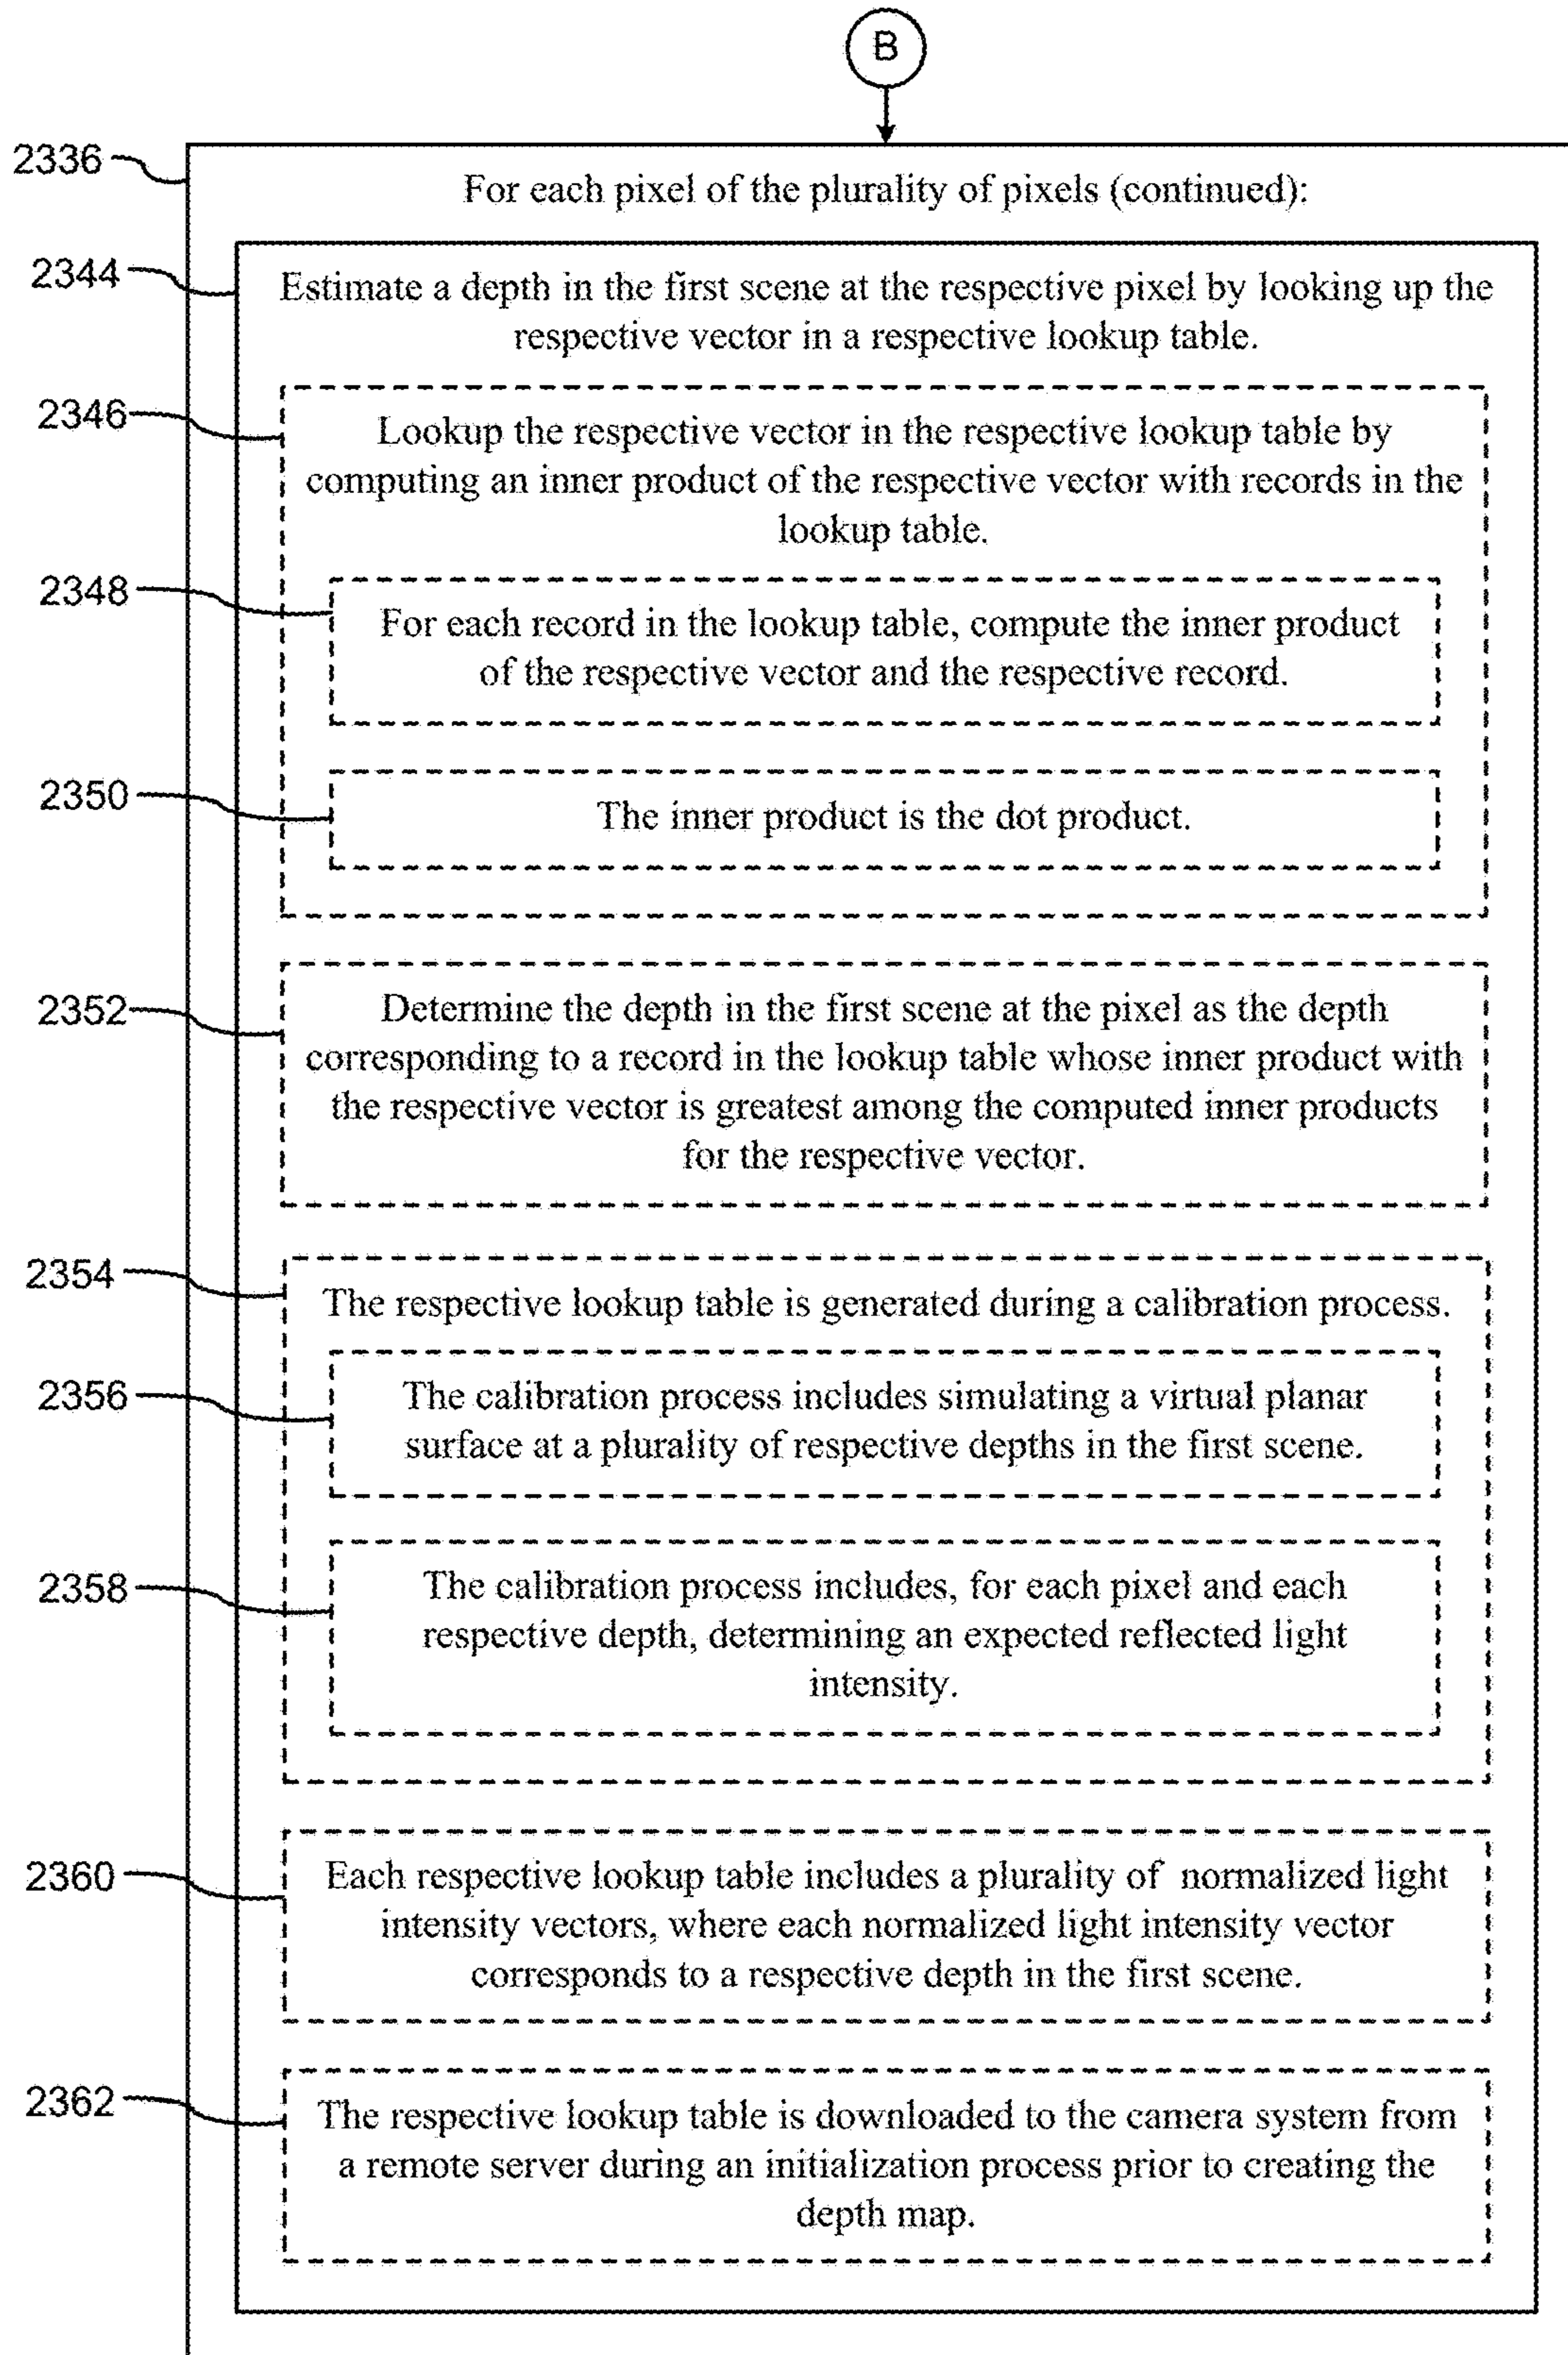 B
2336
For each pixel of the plurality of pixels (continued):
2344
Estimate a depth in the first scene at the respective pixel by looking up the
respective vector in a respective lookup table.
2346
Lookup the respective vector in the respective lookup table by
computing an inner product of the respective vector with records in the
lookup table.
2348
For each record in the lookup table, compute the inner product
of the respective vector and the respective record.
2350
The inner product is the dot product.
2352
Determine the depth in the first scene at the pixel as the depth
corresponding to a record in the lookup table whose inner product with
the respective vector is greatest among the computed inner products
for the respective vector.
2354
The respective lookup table is generated during a calibration process.
2356
The calibration process includes simulating a virtual planar
surface at a plurality of respective depths in the first scene.
2358
The calibration process includes, for each pixel and each
respective depth, determining an expected reflected light
intensity.
2360
Each respective lookup table includes a plurality of normalized light
intensity vectors, where each normalized light intensity vector
corresponds to a respective depth in the first scene.
2362
The respective lookup table is downloaded to the camera system from
a remote server during an initialization process prior to creating the
depth map.